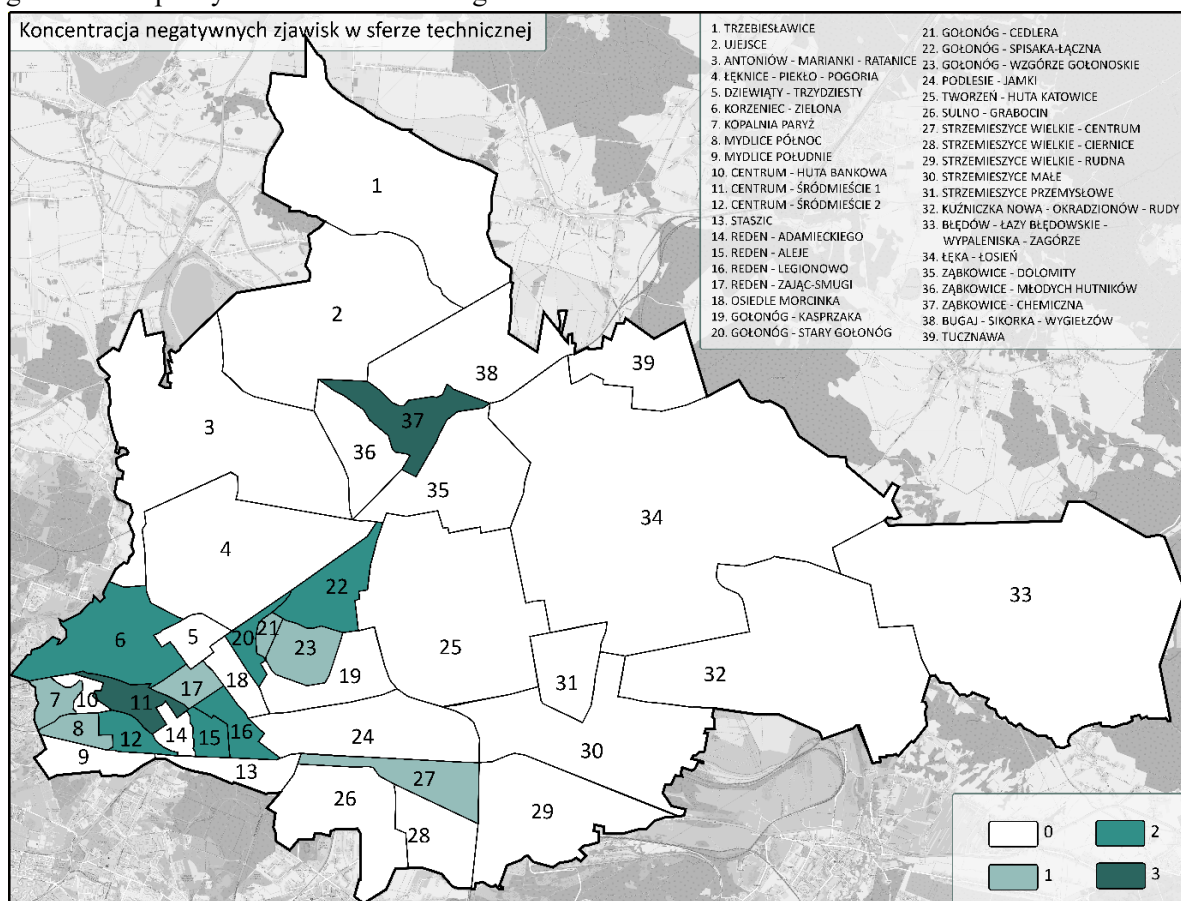 Koncentracja negatywnych zjawisk w sferze technicznej
1. TRZEBIESŁAWICE
2. UJEJSCE
3. ANTONIÓW - MARIANKI - RATANICE
4. ŁĘKNICE - PIEKŁO - POGORIA
5. DZIEWIĄTY - TRZYDZIESTY
6. KORZENIEC - ZIELONA
7. KOPALNIA PARYŻ
8. MYDLICE PÓŁNOC
9. MYDLICE POŁUDNIE
10. CENTRUM - HUTA BANKOWA
11. CENTRUM - ŚRÓDMIEŚCIE 1
12. CENTRUM - ŚRÓDMIEŚCIE 2
13. STASZIC
14. REDEN - ADAMIECKIEGO
15. REDEN - ALEJE
16. REDEN - LEGIONOWO
17. REDEN - ZAJĄC-SMUGI
18. OSIEDLE MORCINKA
19. GOŁONÓG - KASPRZAKA
20. GOŁONÓG - STARY GOŁONÓG
21. GOŁONÓG - CEDLERA
22. GOŁONÓG - SPISAKA-ŁĄCZNA
23. GOŁONÓG - WZGÓRZE GOŁONOSKIE
24. PODLESIE - JAMKI
25. TWORZEŃ - HUTA KATOWICE
26. SULNO - GRABOCIN
27. STRZEMIESZYCE WIELKIE - CENTRUM
28. STRZEMIESZYCE WIELKIE - CIERNICE
29. STRZEMIESZYCE WIELKIE - RUDNA
30. STRZEMIESZYCE MAŁE
31. STRZEMIESZYCE PRZEMYSŁOWE
32. KUŹNICZKA NOWA - OKRADZIONÓW - RUDY
33. BŁĘDÓW - ŁAZY BŁĘDOWSKIE -
WYPALENISKA - ZAGÓRZE
34. ŁĘKA - ŁOSIEŃ
35. ZĄBKOWICE - DOLOMITY
36. ZĄBKOWICE - MŁODYCH HUTNIKÓW
37. ZĄBKOWICE - CHEMICZNA
38. BUGAJ - SIKORKA - WYGIEŁZÓW
39. TUCZNAWA
1
2
39
38
37
3
36
35
34
4
22
33
6
5
20
21
23
25
18
19
31
32
17
7
10
11
14
15
16
8
12
24
30
9
13
27
26
29
28
0
2
1
3